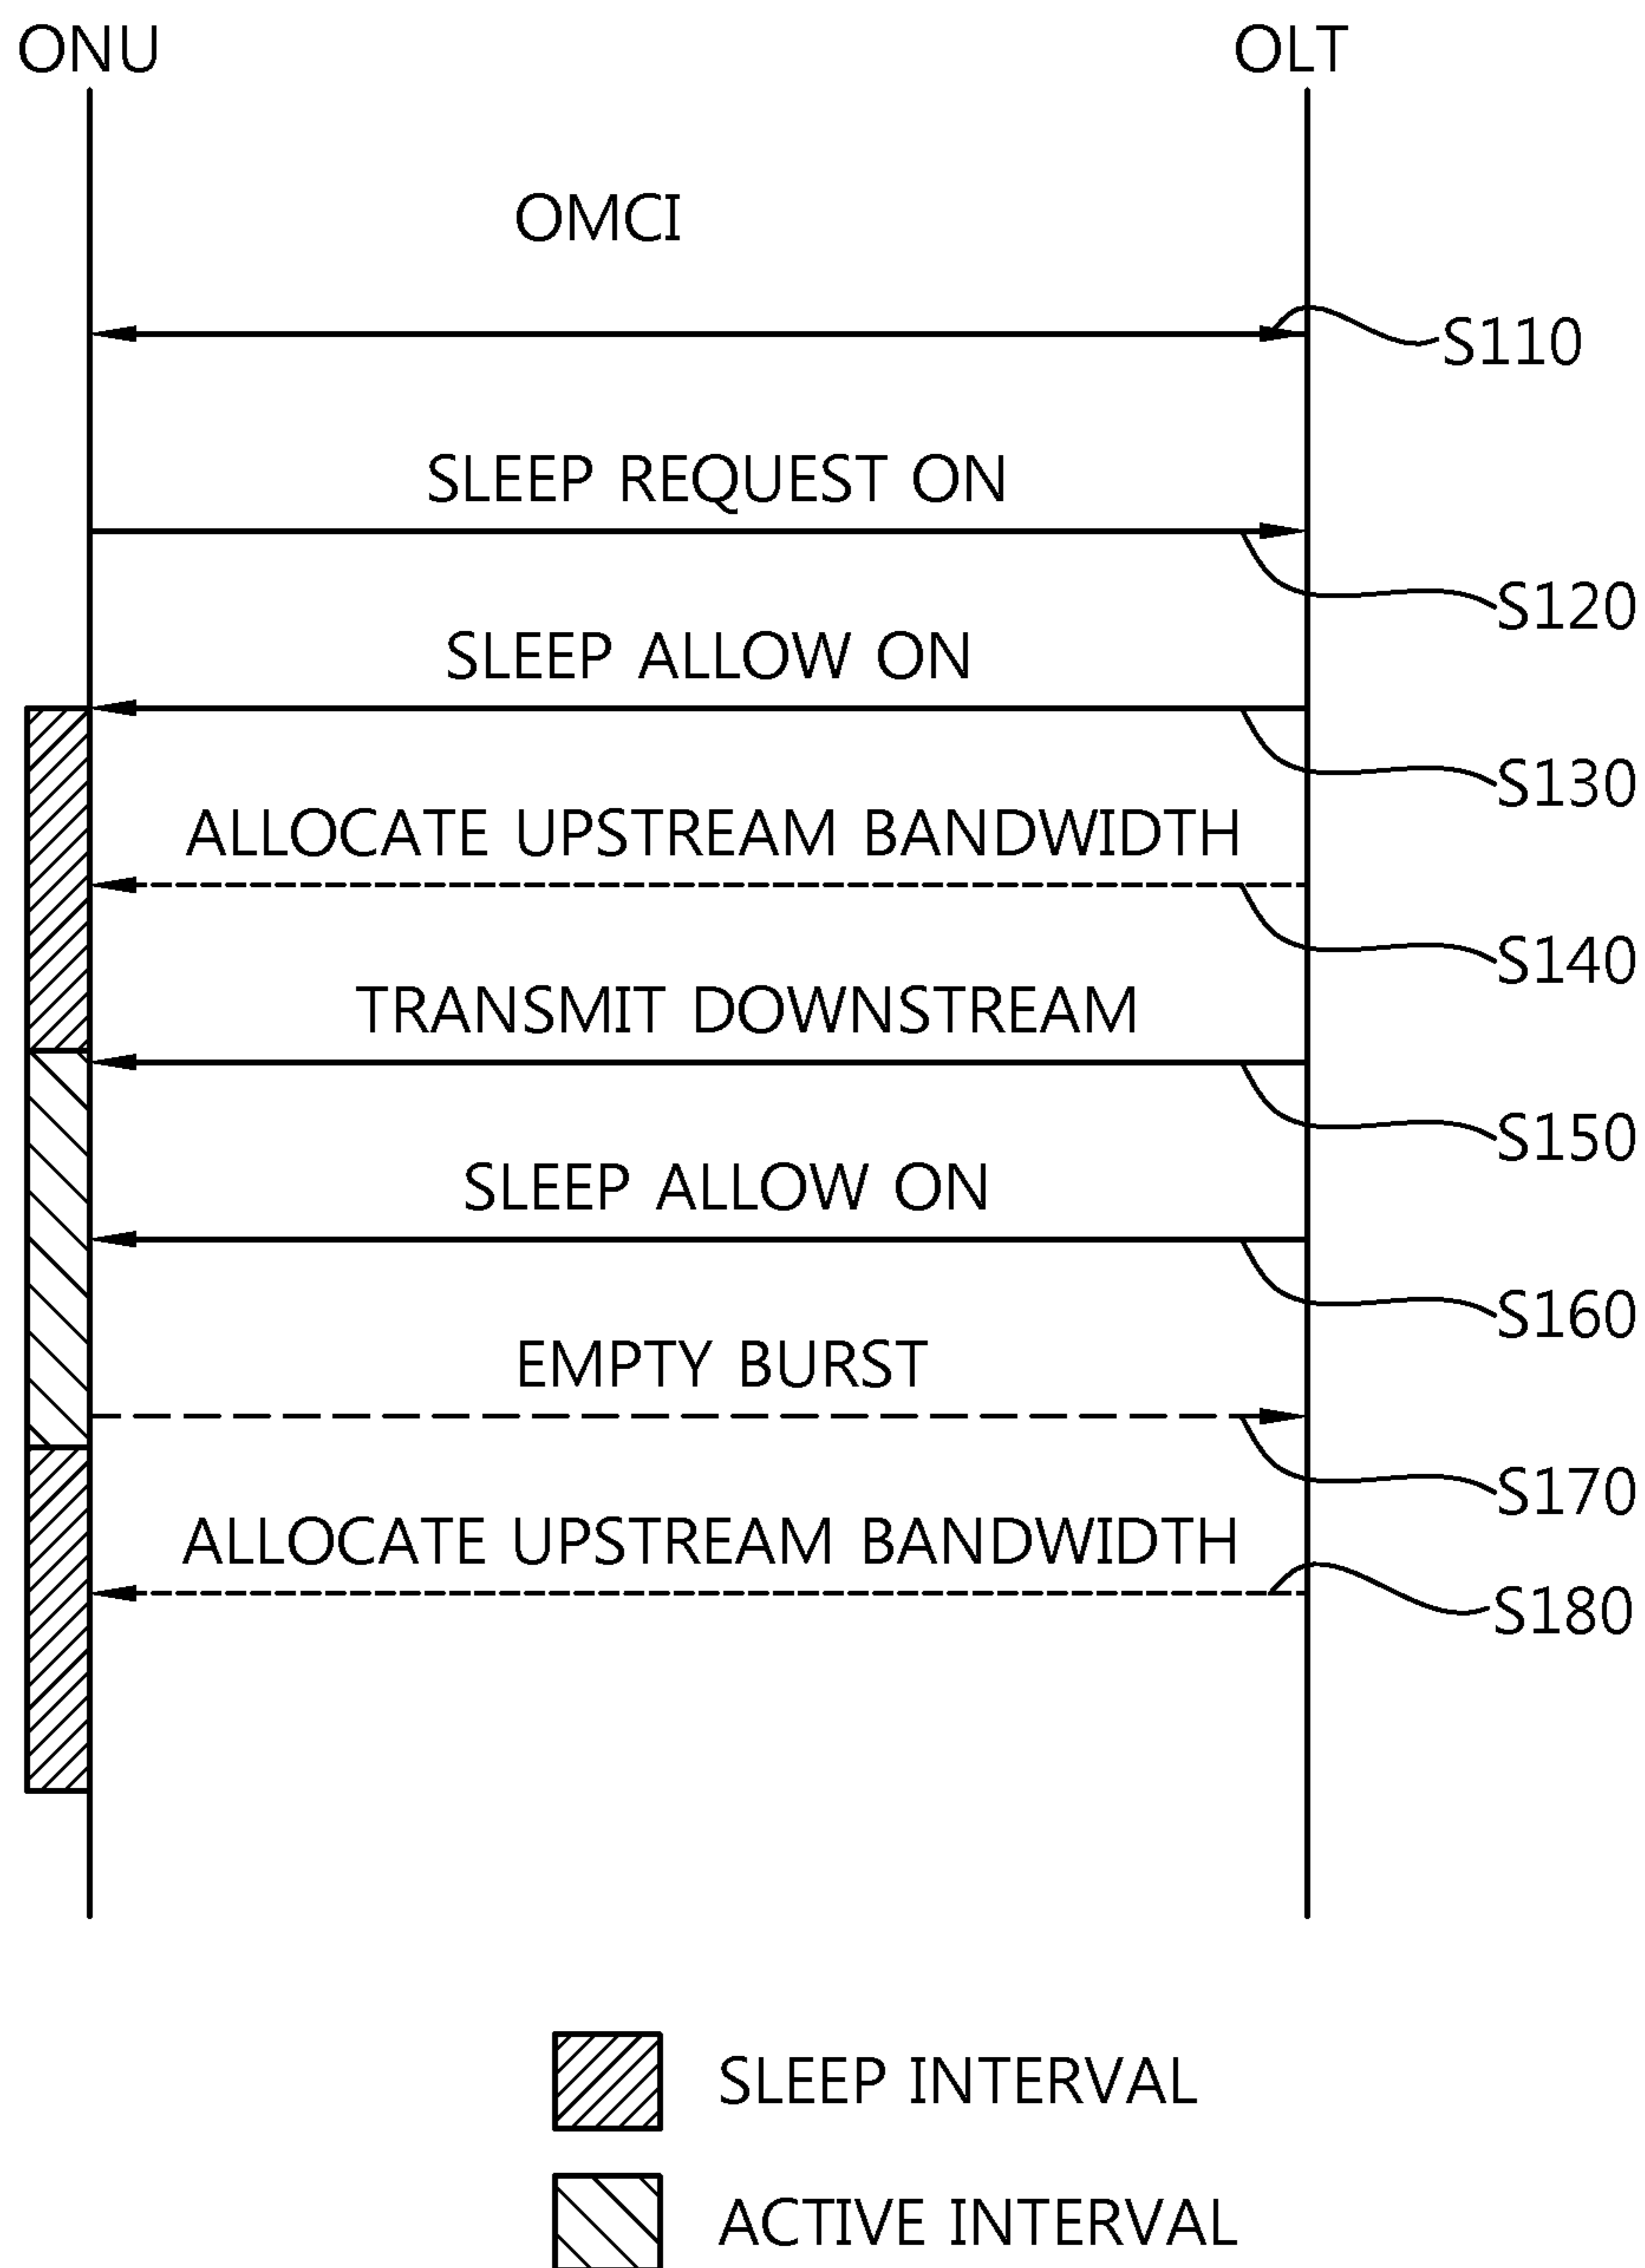 ONU OLT
OMCI
S110
SLEEP REQUEST ON
S120
SLEEP ALLOW ON
S130
ALLOCATE UPSTREAM BANDWIDTH
S140
TRANSMIT DOWNSTREAM
S150
SLEEP ALLOW ON
S160
EMPTY BURST
S170
ALLOCATE UPSTREAM BANDWIDTH
S180
SLEEP INTERVAL
ACTIVE INTERVAL